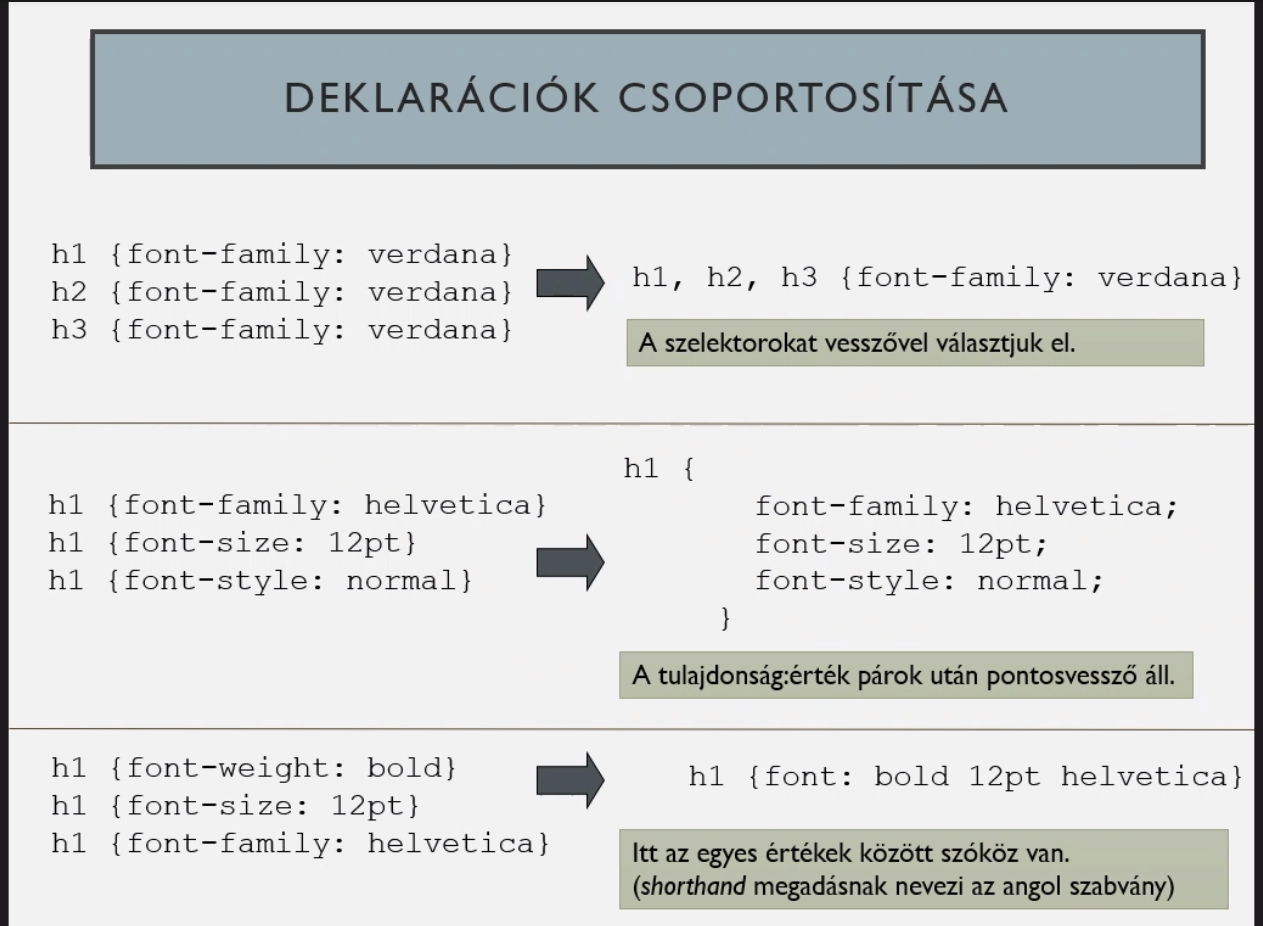 DEKLARÁCIÓK CSOPORTOSÍTÁSA
h1 {font-family: verdana}
h2 {font-family: verdana}
h3 {font-family: verdana}
h1, h2, h3 {font-family: verdana}
A szelektorokat vesszővel választjuk el.
h1 {font-family: helvetica}
h1 {font-size: 12pt}
h1 {font-style: normal}
h1 {
font-family: helvetica;
font-size: 12pt;
font-style: normal;
}
A tulajdonság:érték párok után pontosvessző áll.
h1 {font-weight: bold}
h1 {font-size: 12pt}
h1 {font-family: helvetica}
h1 {font: bold 12pt helvetica}
Itt az egyes értékek között szóköz van.
(shorthand megadásnak nevezi az angol szabvány)